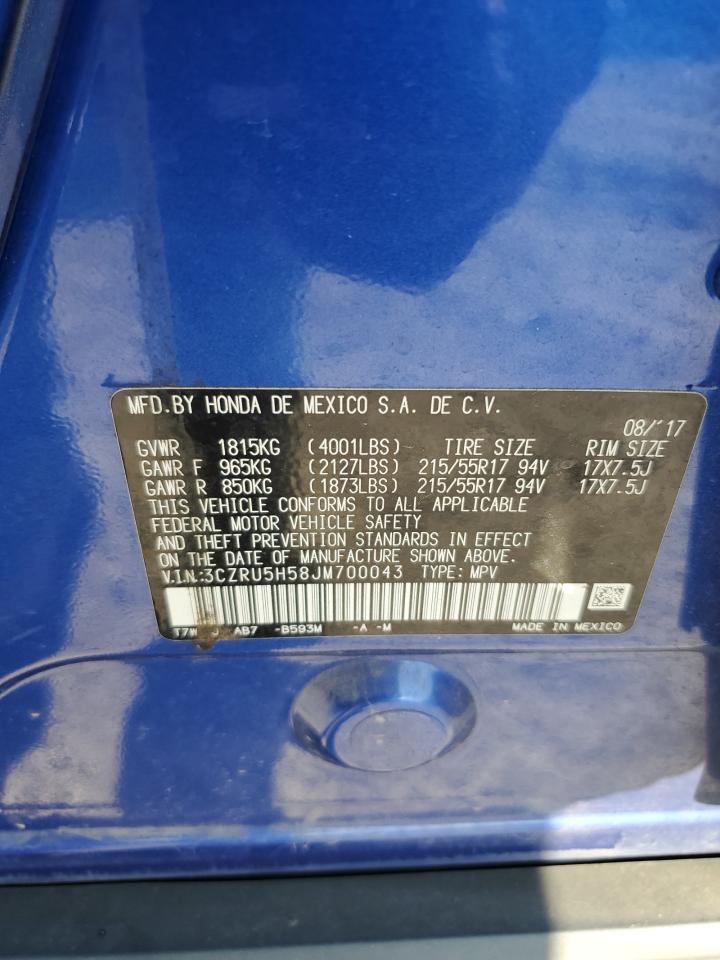 MFD.BY HONDA DE MEXICO S.A. DE C.V.
08/'17
GVWR 1815KG (4001LBS) TIRE SIZE RIM SIZE
GAWR F 965KG (2127LBS) 215/55R17 94V 17X7.5J
GAWR R 850KG (1873LBS) 215/55R17 94V 17X7.5J
THIS VEHICLE CONFORMS TO ALL APPLICABLE
FEDERAL MOTOR VEHICLE SAFETY
AND THEFT PREVENTION STANDARDS IN EFFECT
ON THE DATE OF MANUFACTURE SHOWN ABOVE.
V.I.N.:3CZRU5H58JM700043 TYPE: MPV
AB7 -B593M -A -M MADE IN MEXICO